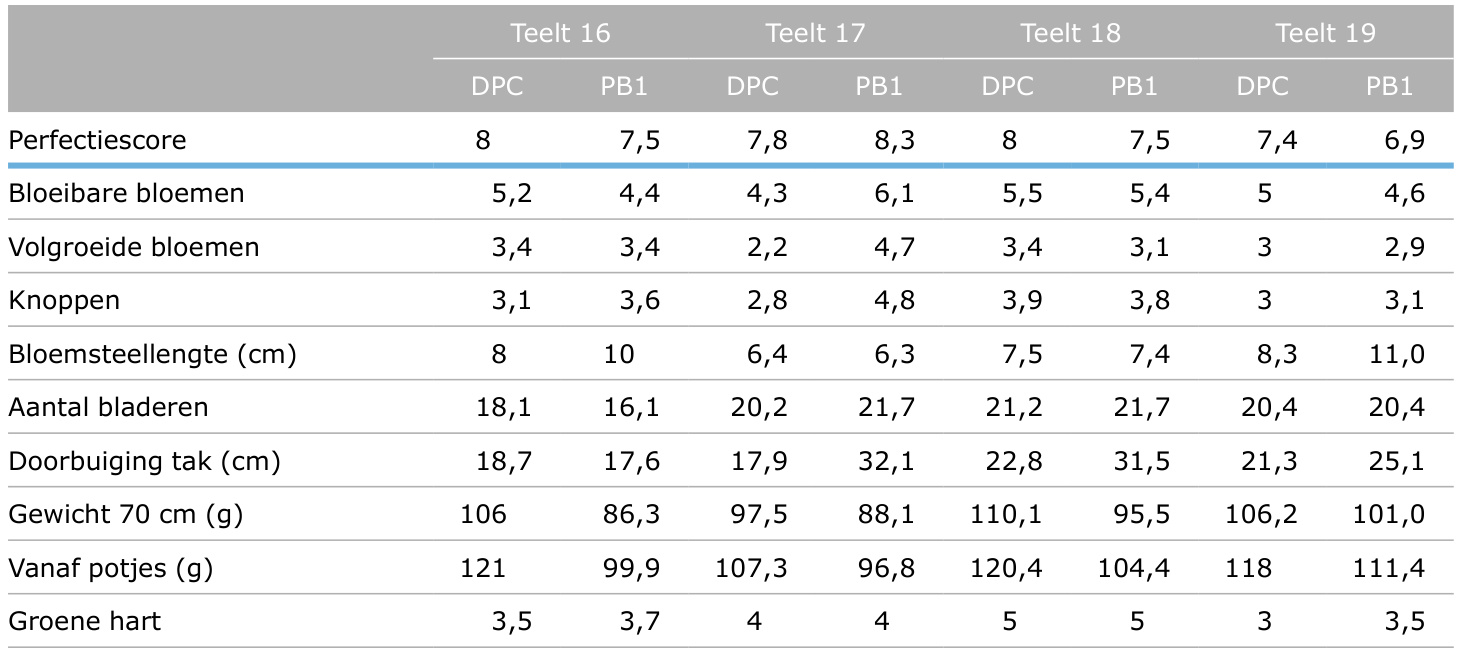 Teelt 16 Teelt 17 Teelt 18 Teelt 19
DPC PB1 DPC PB1 DPC PB1 DPC PB1
Perfectiescore 8 7,5 7,8 8,3 8 7,5 7,4 6,9
Bloeibare bloemen 5,2 4,4 4,3 6,1 5,5 5,4 5 4,6
Volgroeide bloemen 3,4 3,4 2,2 4,7 3,4 3,1 3 2,9
Knoppen 3,1 3,6 2,8 4,8 3,9 3,8 3 3,1
Bloemsteellengte (cm) 8 10 6,4 6,3 7,5 7,4 8,3 11,0
Aantal bladeren 18,1 16,1 20,2 21,7 21,2 21,7 20,4 20,4
Doorbuiging tak (cm) 18,7 17,6 17,9 32,1 22,8 31,5 21,3 25,1
Gewicht 70 cm (g) 106 86,3 97,5 88,1 110,1 95,5 106,2 101,0
Vanaf potjes (g) 121 99,9 107,3 96,8 120,4 104,4 118 111,4
Groene hart 3,5 3,7 4 4 5 5 3 3,5